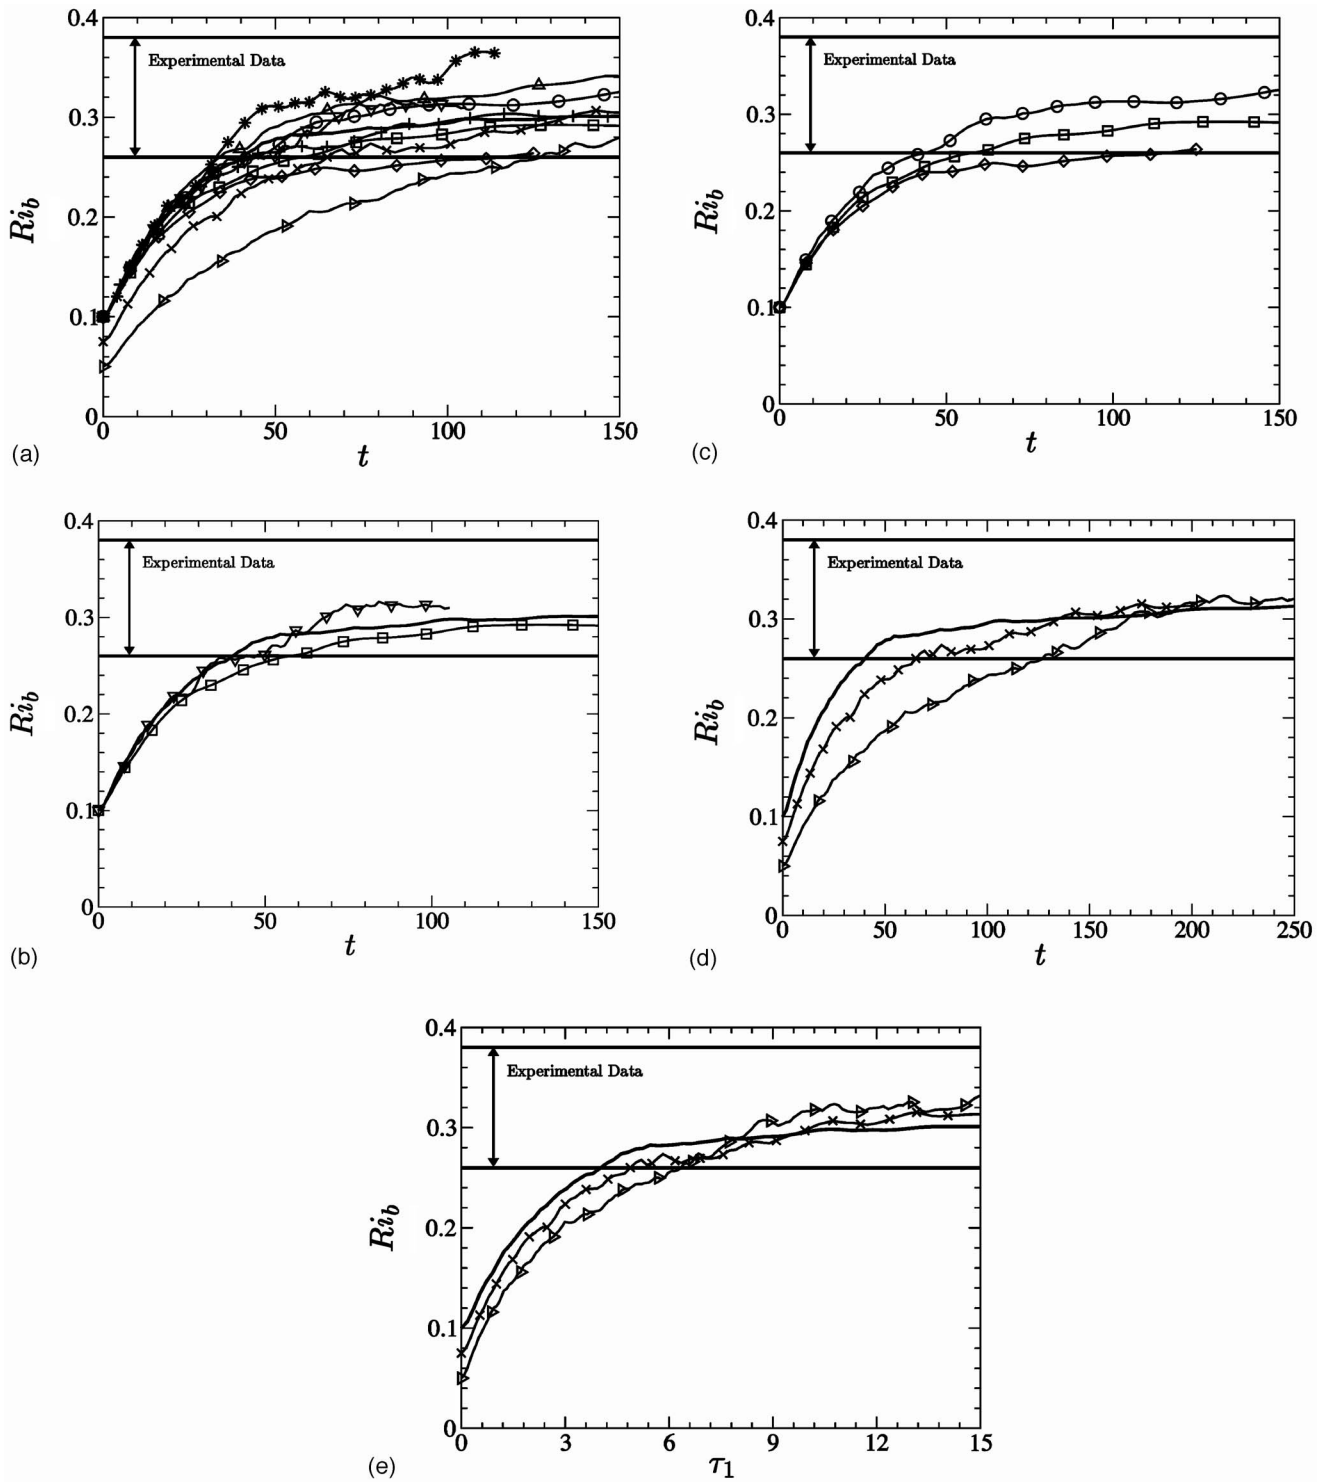 0.4
0.3
0.2
0.1
0
Ri_b
Experimental Data
0 50 100 150
t
(a)
0.4
0.3
0.2
0.1
0
Ri_b
Experimental Data
0 50 100 150
t
(c)
0.4
0.3
0.2
0.1
0
Ri_b
Experimental Data
0 50 100 150
t
(b)
0.4
0.3
0.2
0.1
0
Ri_b
Experimental Data
0 50 100 150 200 250
t
(d)
0.4
0.3
0.2
0.1
0
Ri_b
Experimental Data
0 3 6 9 12 15
τ_1
(e)